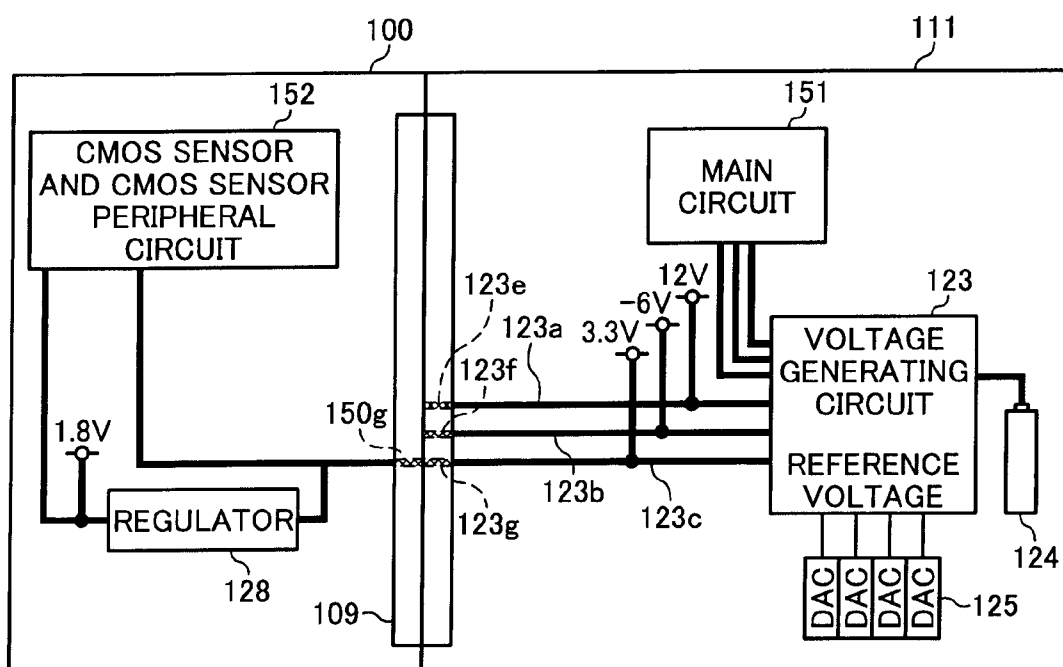 100
111
152
151
CMOS SENSOR
AND CMOS SENSOR
PERIPHERAL
CIRCUIT
MAIN
CIRCUIT
12V
-6V
3.3V
123e
123a
123f
123
VOLTAGE
GENERATING
CIRCUIT
150g
1.8V
REFERENCE
VOLTAGE
123b
123c
REGULATOR
123g
128
124
109
DAC
DAC
DAC
DAC
125